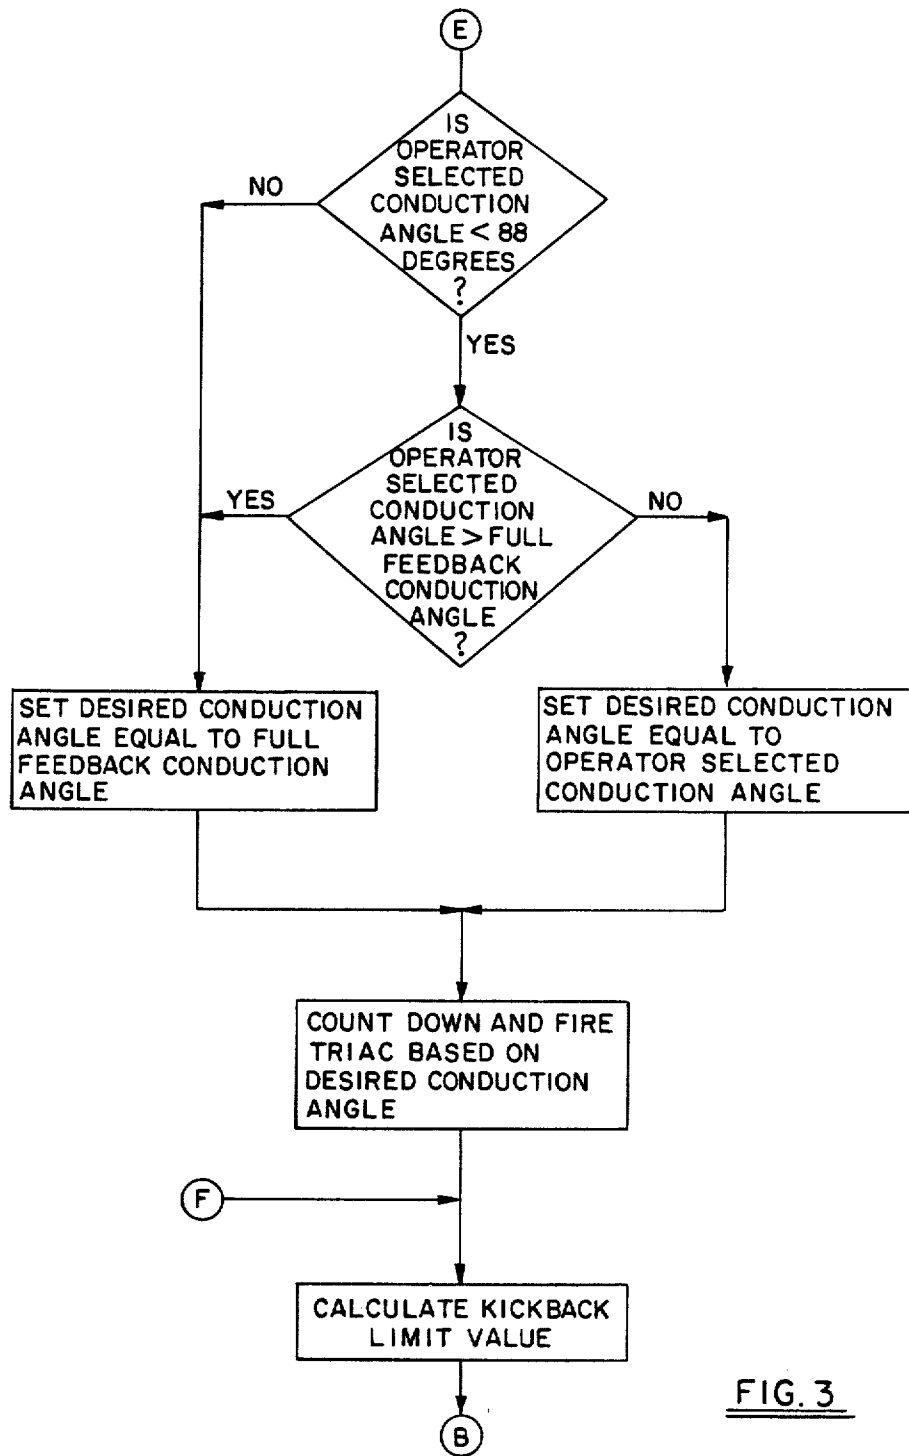 E
IS
OPERATOR
SELECTED
CONDUCTION
ANGLE < 88
DEGREES
?
NO
YES
IS
OPERATOR
SELECTED
CONDUCTION
ANGLE > FULL
FEEDBACK
CONDUCTION
ANGLE
?
YES
NO
SET DESIRED CONDUCTION
ANGLE EQUAL TO FULL
FEEDBACK CONDUCTION
ANGLE
SET DESIRED CONDUCTION
ANGLE EQUAL TO
OPERATOR SELECTED
CONDUCTION ANGLE
COUNT DOWN AND FIRE
TRIAC BASED ON
DESIRED CONDUCTION
ANGLE
F
CALCULATE KICKBACK
LIMIT VALUE
B
FIG. 3